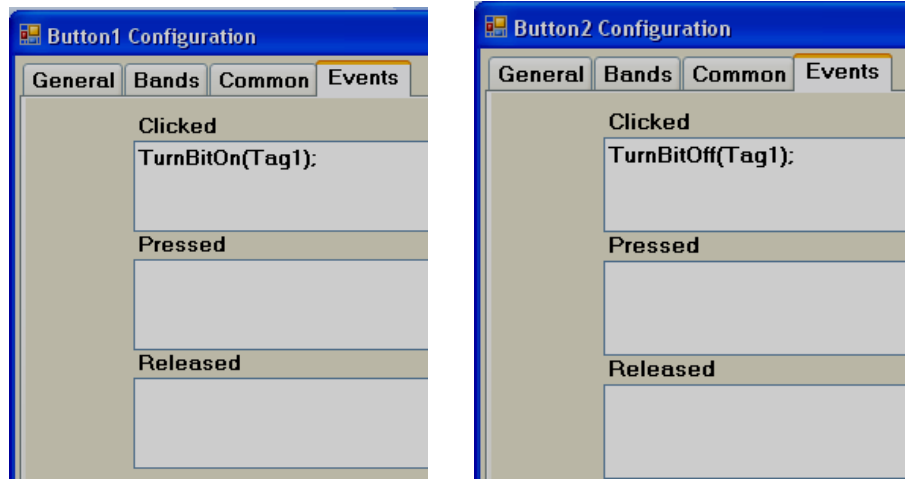 Button1 Configuration
General Bands Common Events
Clicked
TurnBitOn(Tag1);
Pressed
Released
Button2 Configuration
General Bands Common Events
Clicked
TurnBitOff(Tag1);
Pressed
Released